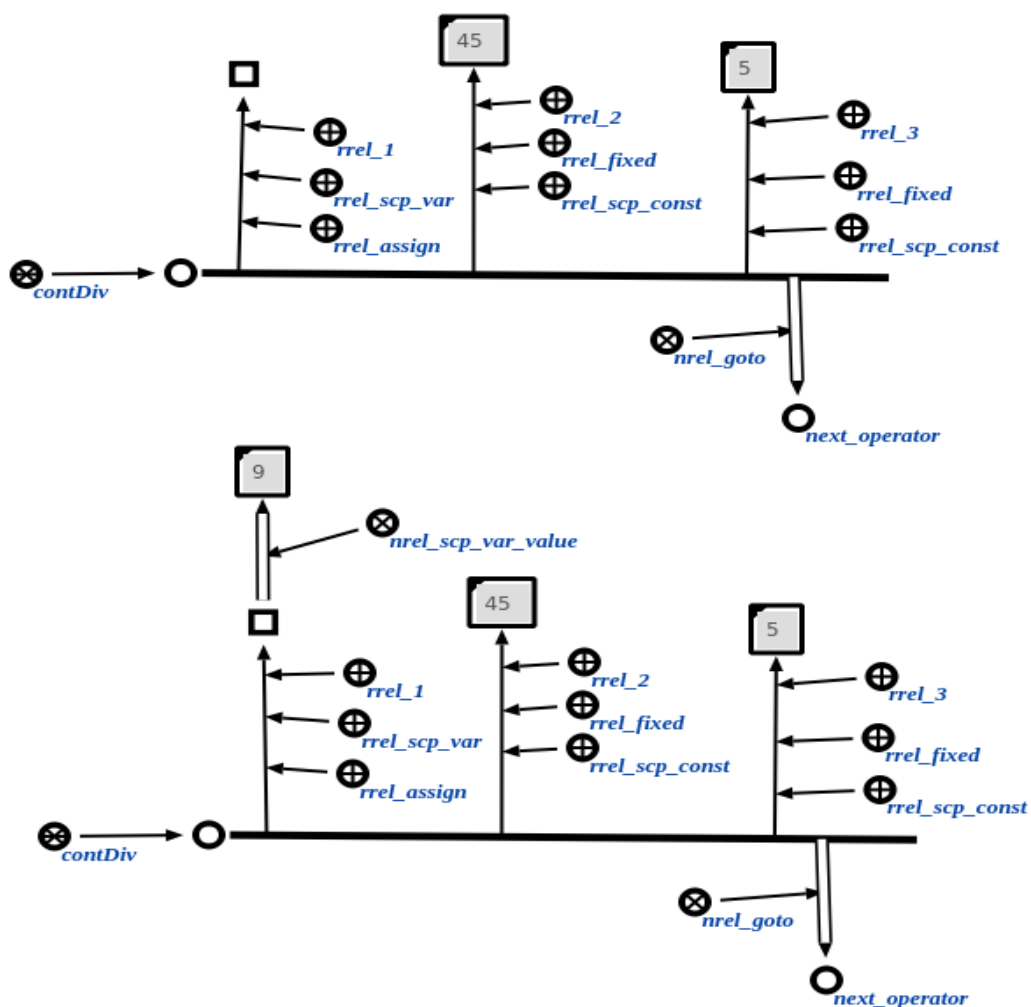 45
5
rrel_1
rrel_2
rrel_3
rrel_scp_var
rrel_fixed
rrel_fixed
rrel_assign
rrel_scp_const
rrel_scp_const
contDiv
nrel_goto
next_operator
9
nrel_scp_var_value
45
5
rrel_1
rrel_2
rrel_3
rrel_scp_var
rrel_fixed
rrel_fixed
rrel_assign
rrel_scp_const
rrel_scp_const
contDiv
nrel_goto
next_operator